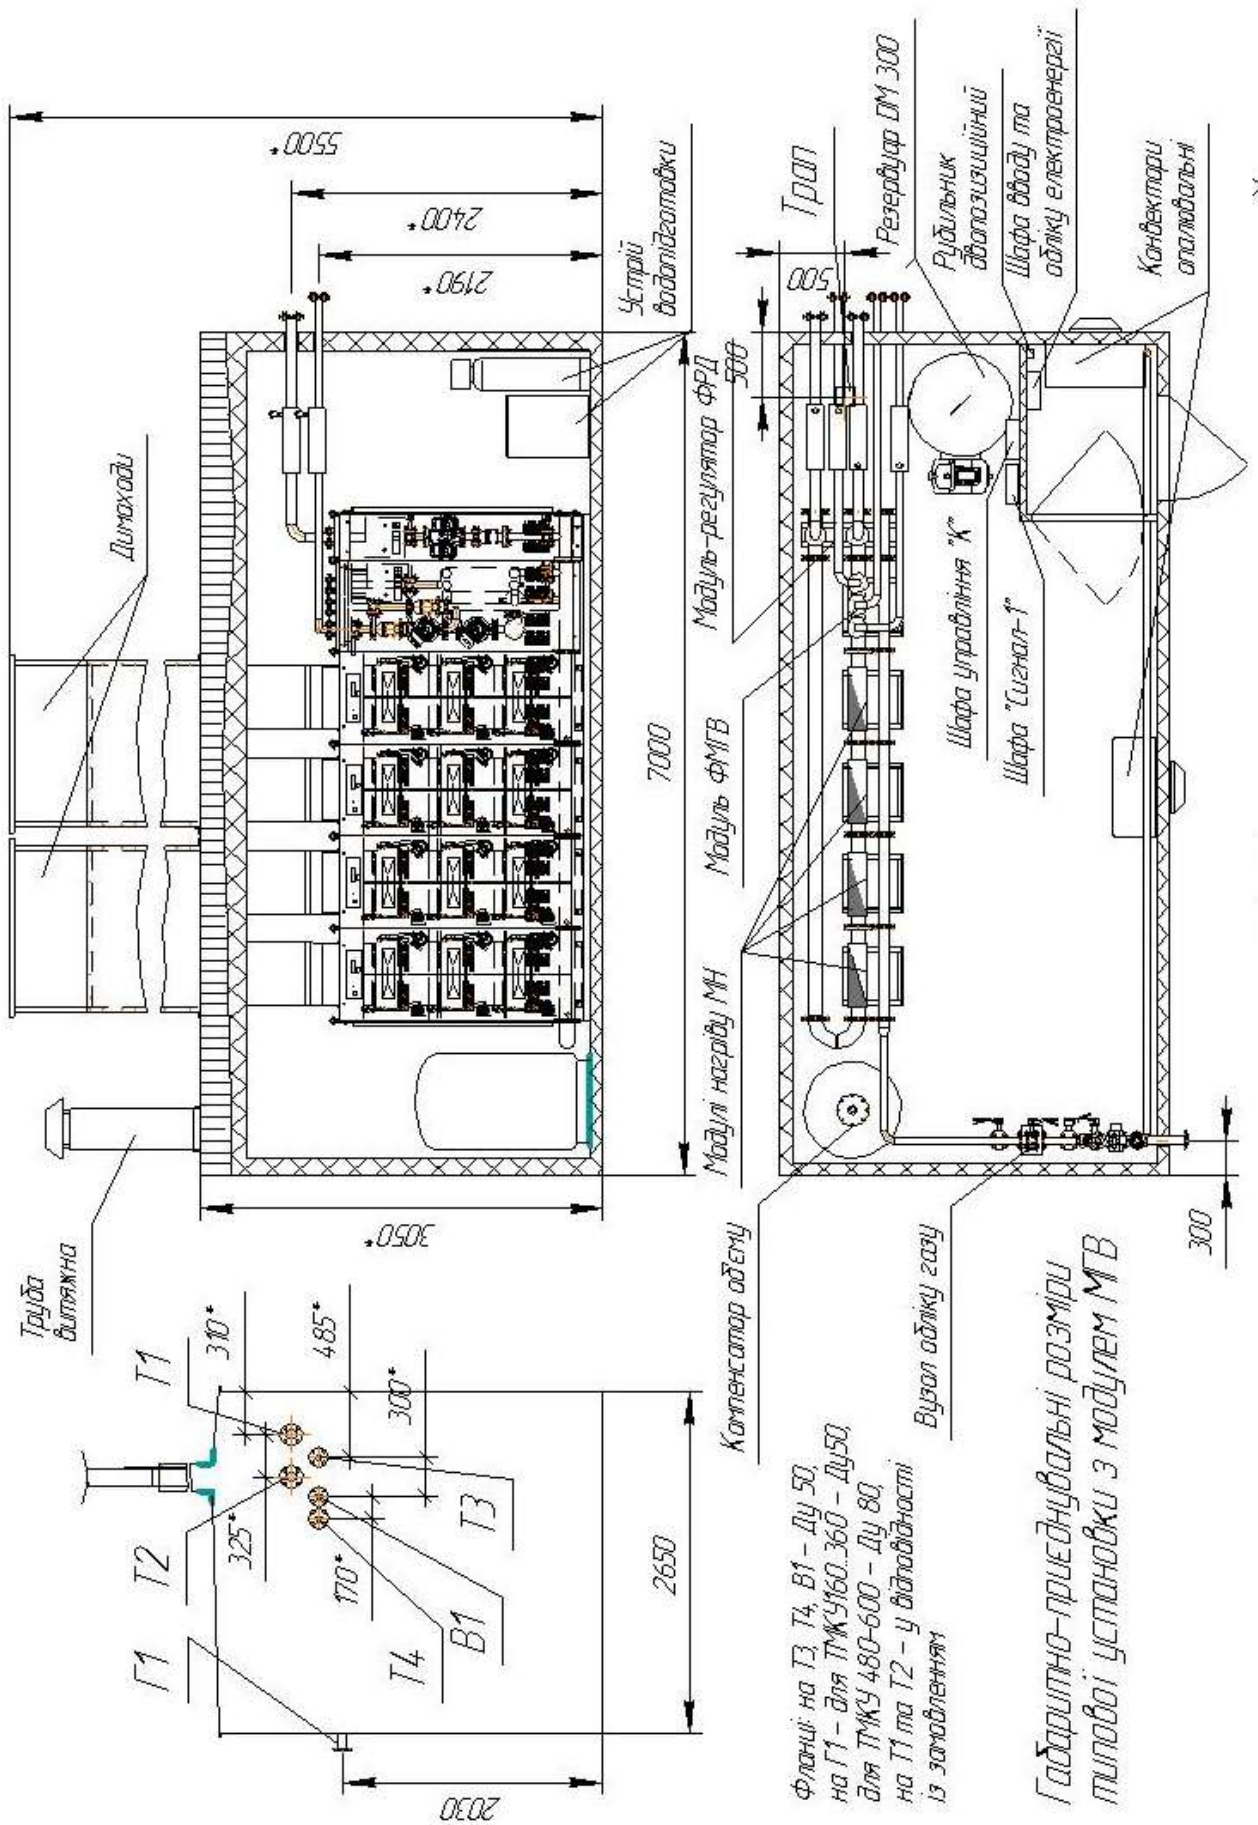 Труба
витяжна
Димоходи
5500*
2400*
2190*
3050*
7000
Устрій
водопідготовки
Г1
Т2
Т1
310*
325*
485*
300*
170*
Т4
В1
Т3
2650
2030
Компенсатор об'єму
Вузол обліку газу
Модулі нагріву МН
Модуль ФМГВ
Модуль-регулятор ФРД
500
500
Трап
Резервуар DM 300
Рубильник
двопозиційний
Шафа вводу та
обліку електроенергії
Конвектори
опалювальні
Шафа управління "К"
Шафа "Сигнал-1"
300
Фланці: на Т3, Т4, В1 - Ду 50,
на Г1 - для ТМКУ160.360 - Ду50,
для ТМКУ 480-600 - Ду 80,
на Т1 та Т2 - у відповідності
із замовленням
Габаритно-приєднувальні розміри
типової установки з модулем МГВ